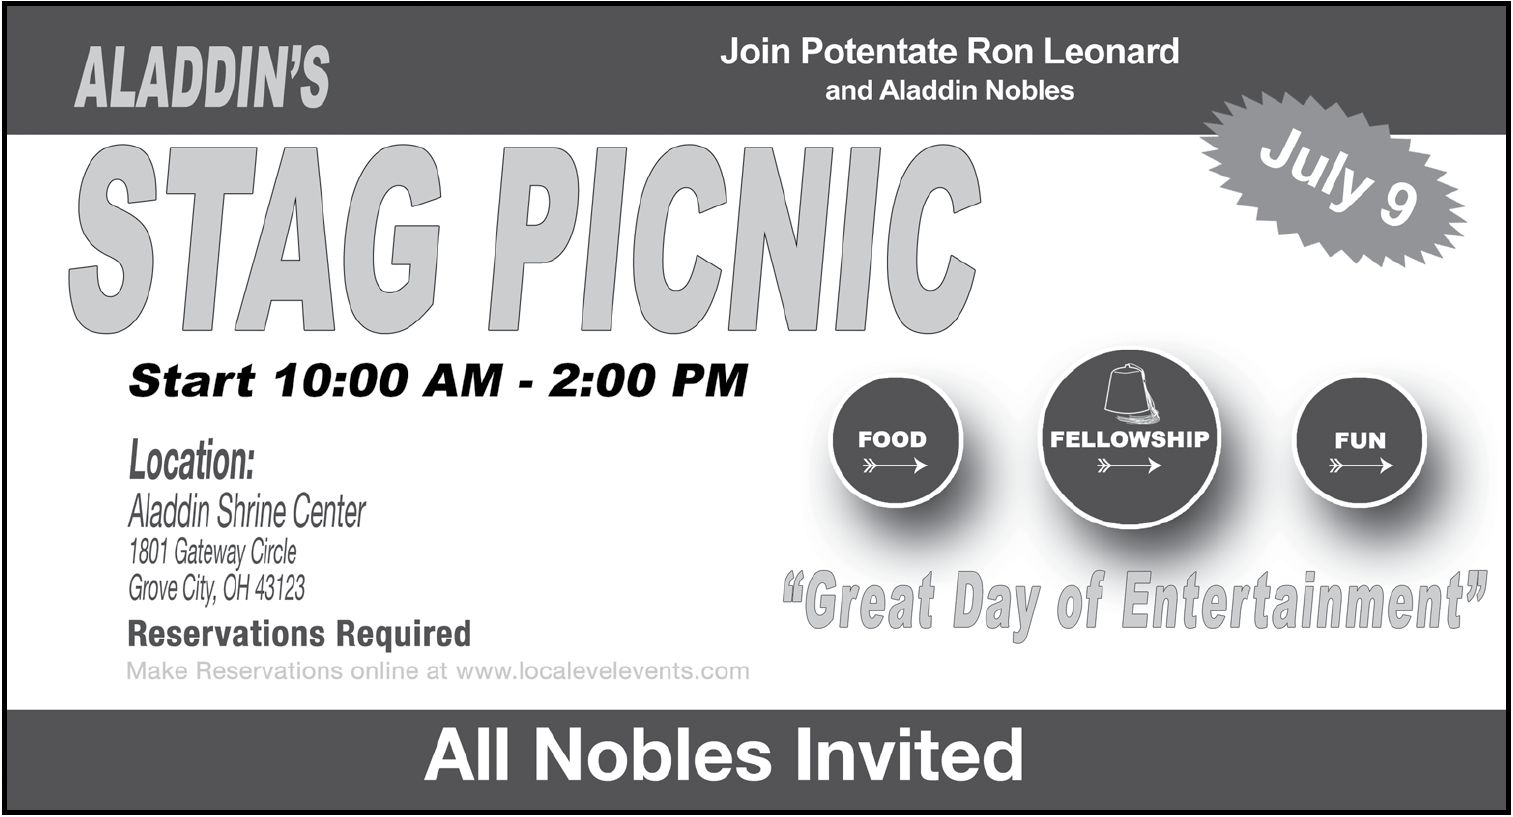 ALADDIN'S
Join Potentate Ron Leonard
and Aladdin Nobles
July 9
STAG PICNIC
Start 10:00 AM - 2:00 PM
Location:
Aladdin Shrine Center
1801 Gateway Circle
Grove City, OH 43123
Reservations Required
Make Reservations online at www.localevelevents.com
FOOD
FELLOWSHIP
FUN
“Great Day of Entertainment”
All Nobles Invited